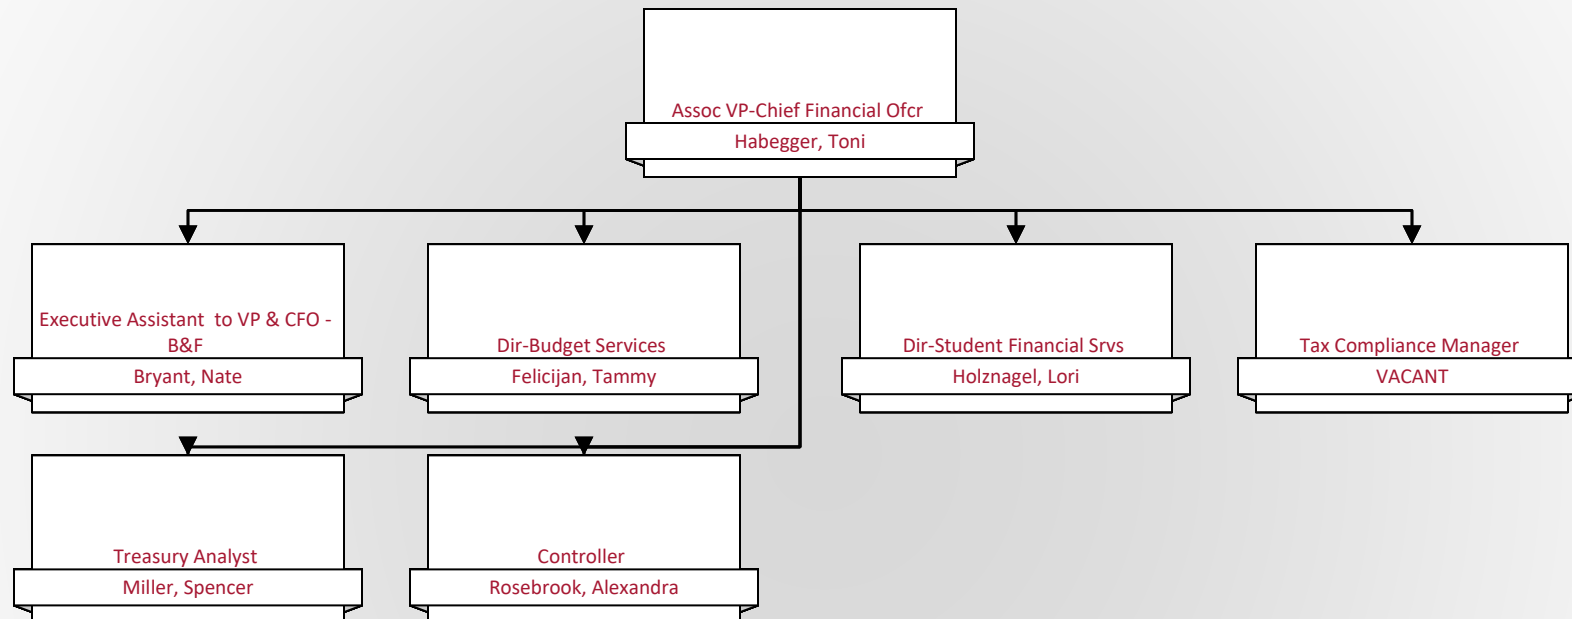 Assoc VP-Chief Financial Ofcr
Habegger, Toni
Executive Assistant  to VP & CFO -
B&F
Bryant, Nate
Dir-Budget Services
Felicijan, Tammy
Dir-Student Financial Srvs
Holznagel, Lori
Tax Compliance Manager
VACANT
Treasury Analyst
Miller, Spencer
Controller
Rosebrook, Alexandra